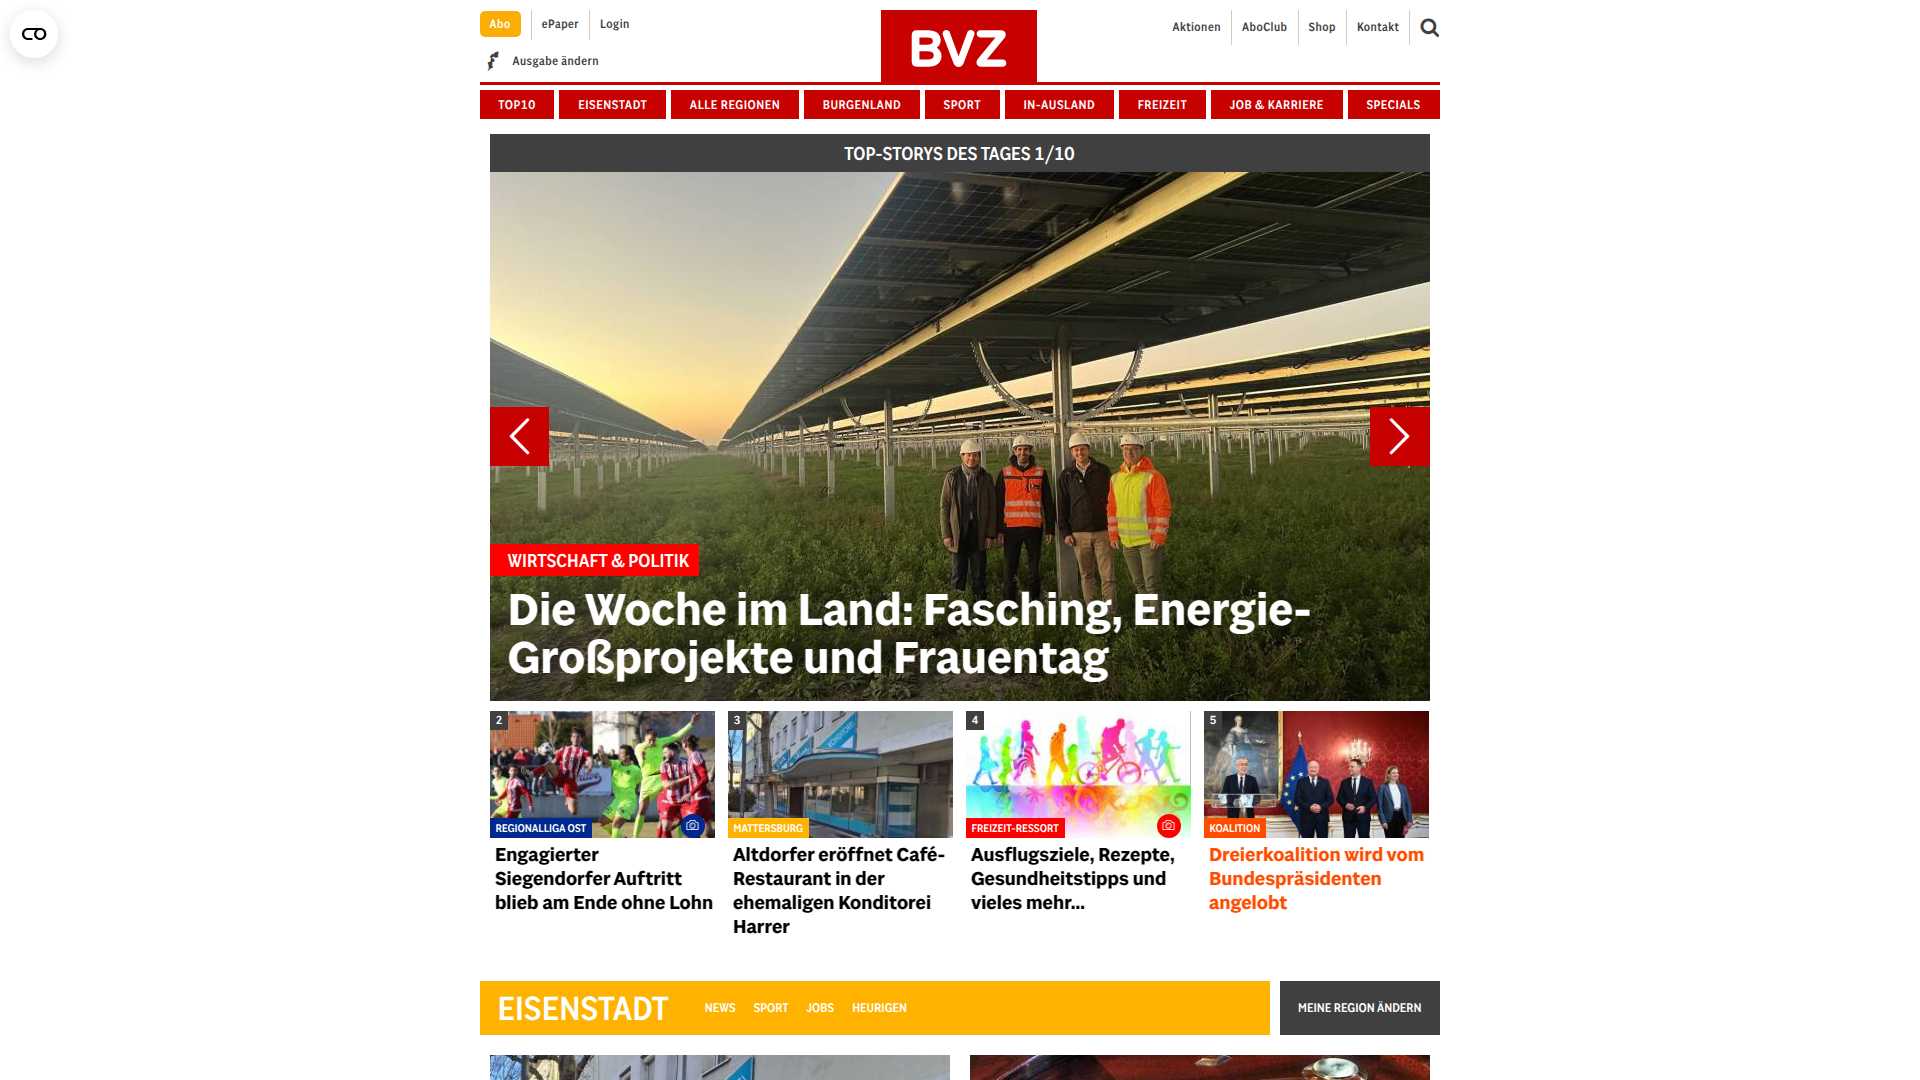 Abo
ePaper
Login
Aktionen
AboClub
Shop
Kontakt
Ausgabe ändern
BVZ
TOP10
EISENSTADT
ALLE REGIONEN
BURGENLAND
SPORT
IN-AUSLAND
FREIZEIT
JOB & KARRIERE
SPECIALS
TOP-STORYS DES TAGES 1/10
WIRTSCHAFT & POLITIK
Die Woche im Land: Fasching, Energie-
Großprojekte und Frauentag
2
REGIONALLIGA OST
Engagierter
Siegendorfer Auftritt
blieb am Ende ohne Lohn
3
MATTERSBURG
Altdorfer eröffnet Café-
Restaurant in der
ehemaligen Konditorei
Harrer
4
FREIZEIT-RESSORT
Ausflugsziele, Rezepte,
Gesundheitstipps und
vieles mehr...
5
KOALITION
Dreierkoalition wird vom
Bundespräsidenten
angelobt
EISENSTADT
NEWS
SPORT
JOBS
HEURIGEN
MEINE REGION ÄNDERN